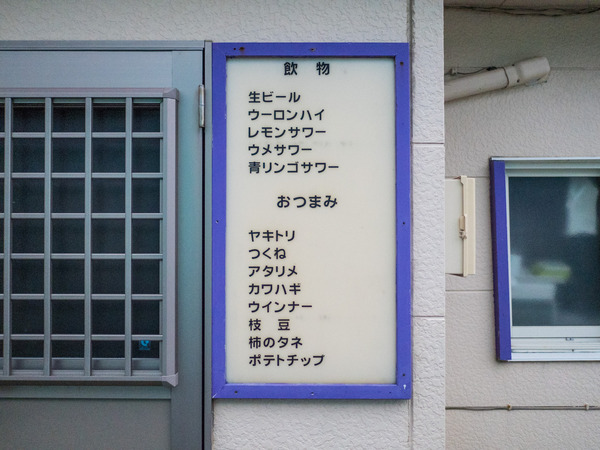 飲　物
生ビール
ウーロンハイ
レモンサワー
ウメサワー
青リンゴサワー
おつまみ
ヤキトリ
つくね
アタリメ
カワハギ
ウインナー
枝　豆
柿のタネ
ポテトチップ